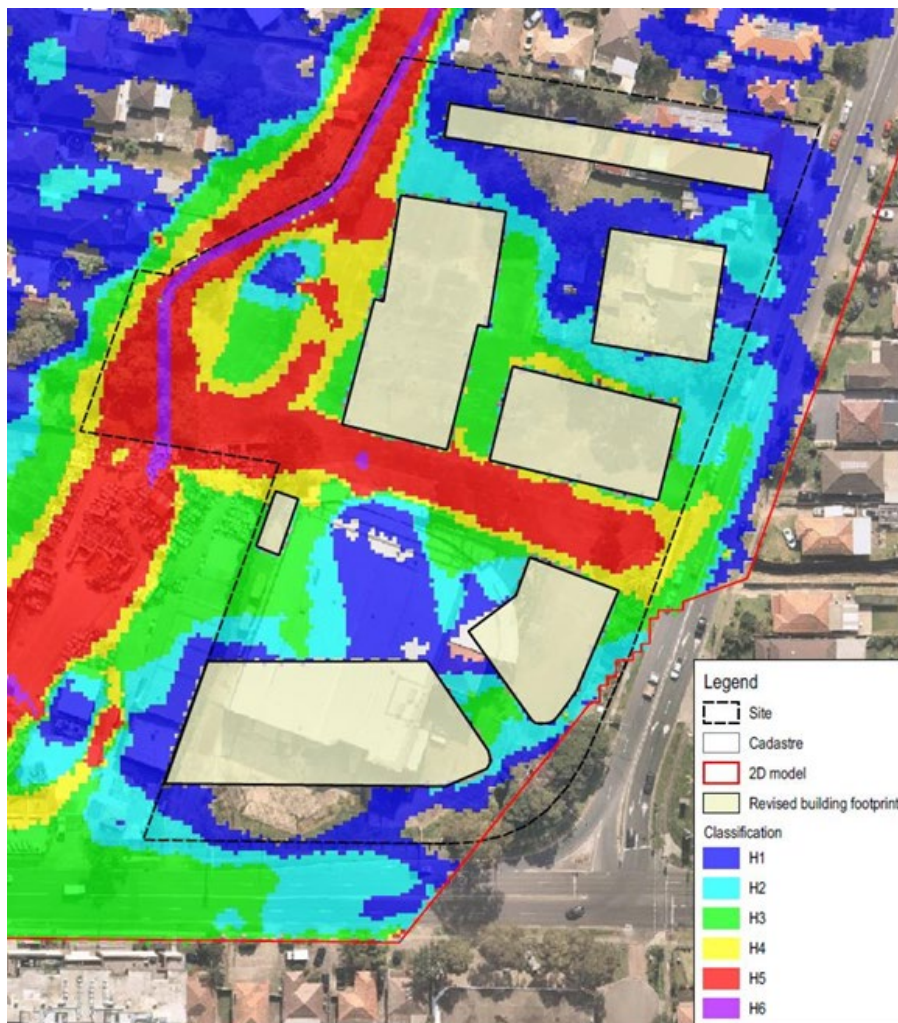 Legend
Site
Cadastre
2D model
Revised building footprint
Classification
H1
H2
H3
H4
H5
H6